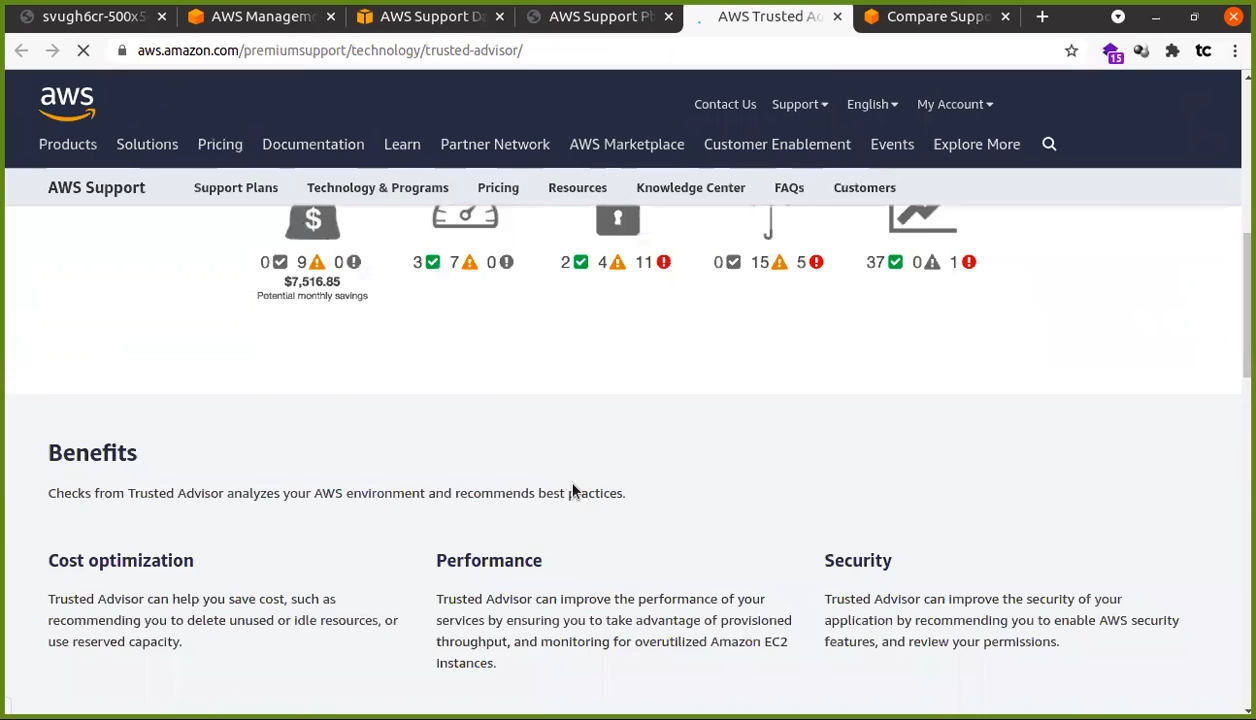 svugh6cr-500x5
AWS Managem
AWS Support D
AWS Support P
AWS Trusted A
Compare Supp
aws.amazon.com/premiumsupport/technology/trusted-advisor/
15
tc
aws
Contact Us Support English My Account
Products Solutions Pricing Documentation Learn Partner Network AWS Marketplace Customer Enablement Events Explore More
AWS Support Support Plans Technology & Programs Pricing Resources Knowledge Center FAQs Customers
$
0 9 0 3 7 0 2 4 11 0 15 5 37 0 1
$7,516.85
Potential monthly savings
Benefits
Checks from Trusted Advisor analyzes your AWS environment and recommends best practices.
Cost optimization
Trusted Advisor can help you save cost, such as
recommending you to delete unused or idle resources, or
use reserved capacity.
Performance
Trusted Advisor can improve the performance of your
services by ensuring you to take advantage of provisioned
throughput, and monitoring for overutilized Amazon EC2
instances.
Security
Trusted Advisor can improve the security of your
application by recommending you to enable AWS security
features, and review your permissions.